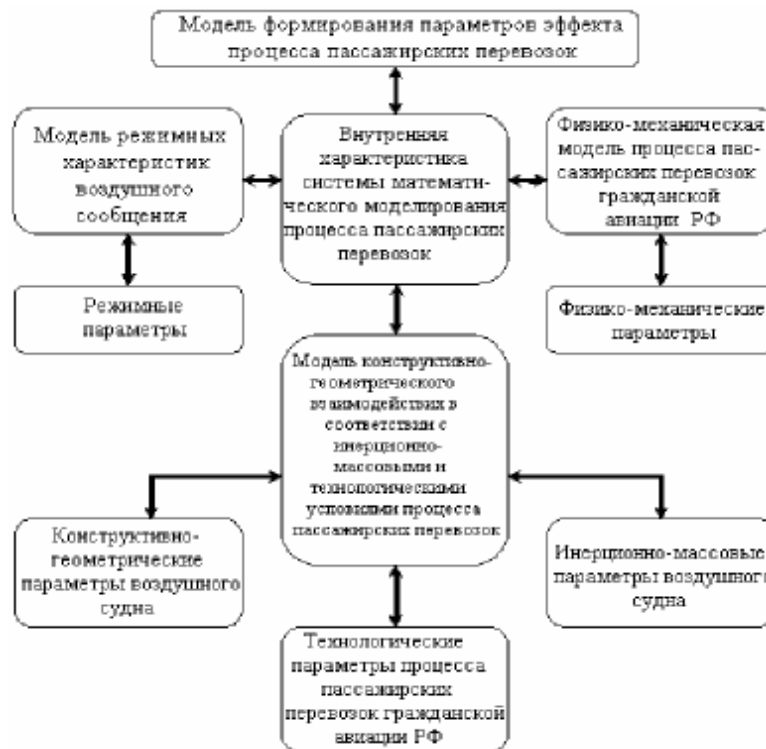 Модель формирования параметров эффекта
процесса пассажирских перевозок
Модель режимных
характеристик
воздушного
сообщения
Внутренняя
характеристика
системы математи-
ческого моделирования
процесса пассажирских
перевозок
Физико-механическая
модель процесса пас-
сажирских перевозок
гражданской
авиации РФ
Режимные
параметры
Физико-механические
параметры
Модель конструктивно-
геометрического
взаимодействих в
соответствии с
инерционно-
массовыми и
технологическими
условиями процесса
пассажирских перевозок
Конструктивно-
геометрические
параметры воздушного
судна
Инерционно-массовые
параметры воздушного
судна
Технологические
параметры процесса
пассажирских
перевозок гражданской
авиации РФ